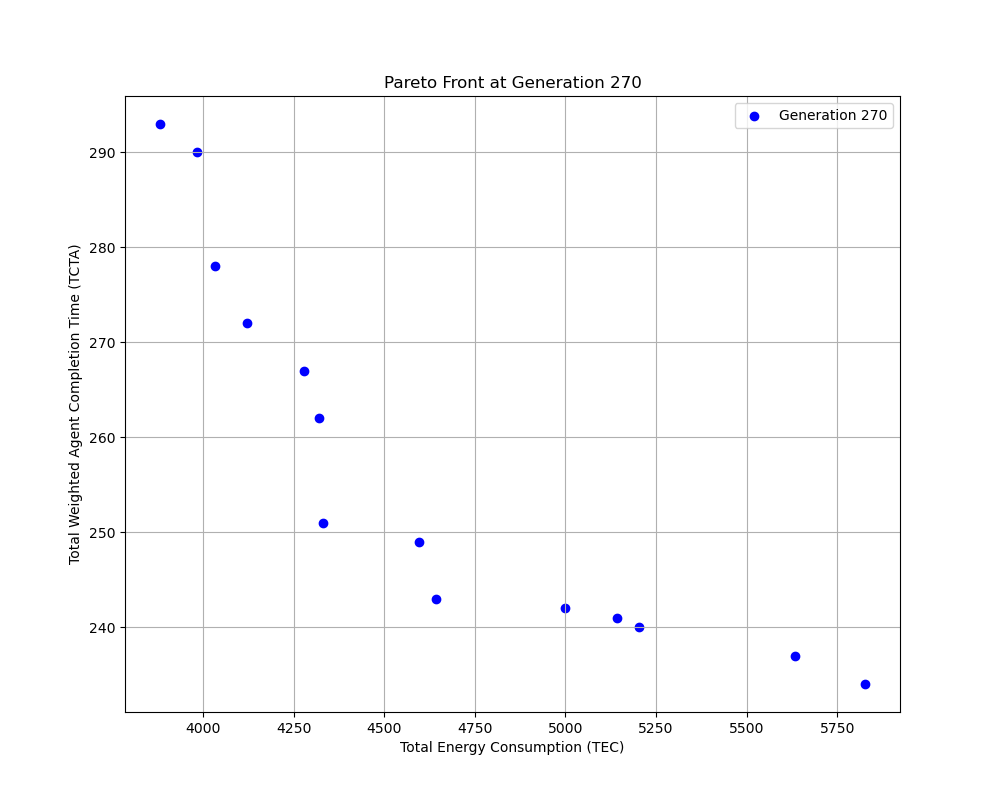 Pareto Front at Generation 270
Generation 270
Total Weighted Agent Completion Time (TCTA)
290
280
270
260
250
240
4000 4250 4500 4750 5000 5250 5500 5750
Total Energy Consumption (TEC)